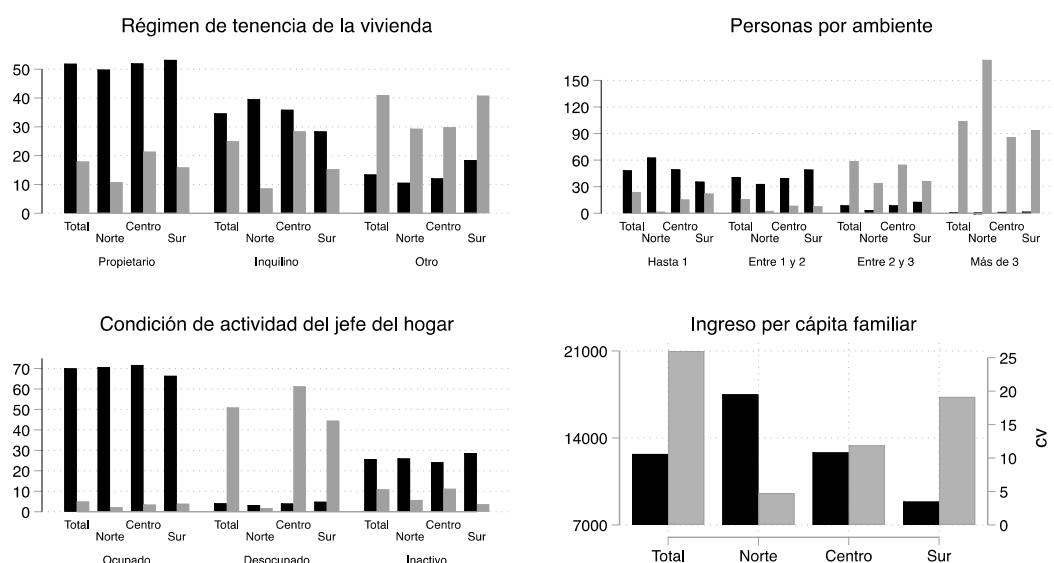 Régimen de tenencia de la vivienda
50
40
30
20
10
0
Total
Norte
Centro
Sur
Total
Norte
Centro
Sur
Total
Norte
Centro
Sur
Propietario
Inquilino
Otro
Personas por ambiente
150
120
90
60
30
0
Total
Norte
Centro
Sur
Total
Norte
Centro
Sur
Total
Norte
Centro
Sur
Total
Norte
Centro
Sur
Hasta 1
Entre 1 y 2
Entre 2 y 3
Más de 3
Condición de actividad del jefe del hogar
70
60
50
40
30
20
10
0
Total
Norte
Centro
Sur
Total
Norte
Centro
Sur
Total
Norte
Centro
Sur
Ocupado
Desocupado
Inactivo
Ingreso per cápita familiar
21000
14000
7000
25
20
15
10
5
0
CV
Total
Norte
Centro
Sur